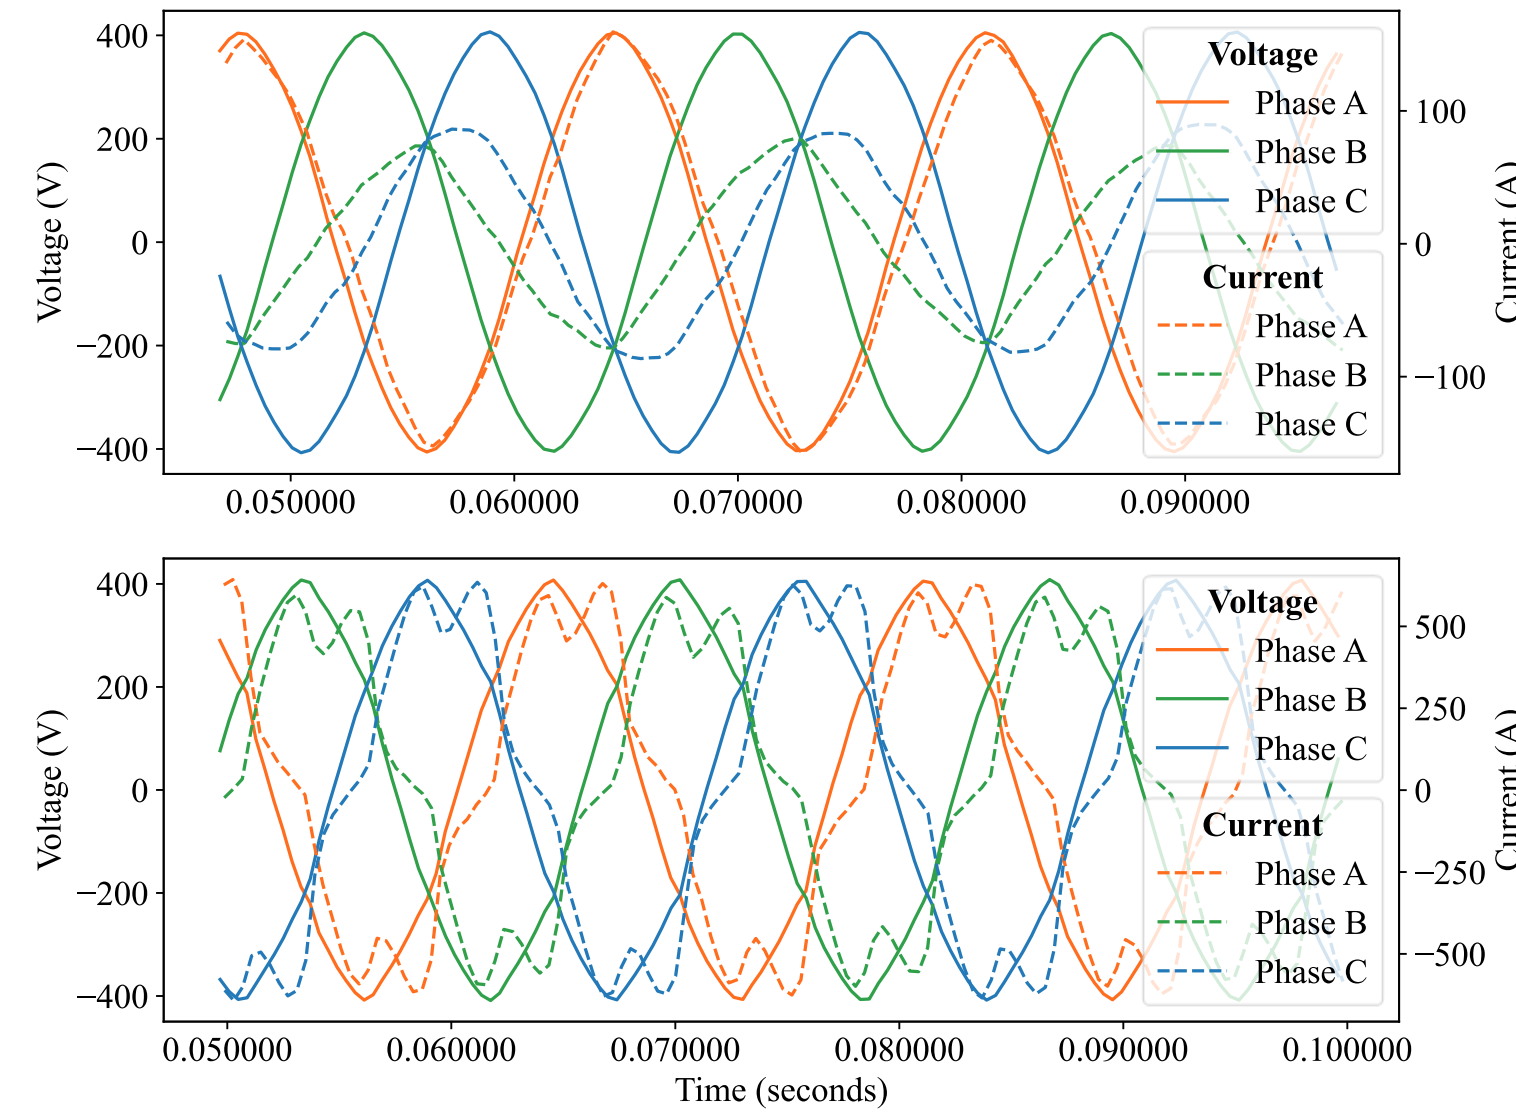 Voltage (V)
400
200
0
−200
−400
Voltage
Phase A
Phase B
Phase C
Current
Phase A
Phase B
Phase C
100
0
−100
Current (A)
0.050000 0.060000 0.070000 0.080000 0.090000
Voltage (V)
400
200
0
−200
−400
Voltage
Phase A
Phase B
Phase C
Current
Phase A
Phase B
Phase C
500
250
0
−250
−500
Current (A)
0.050000 0.060000 0.070000 0.080000 0.090000 0.100000
Time (seconds)